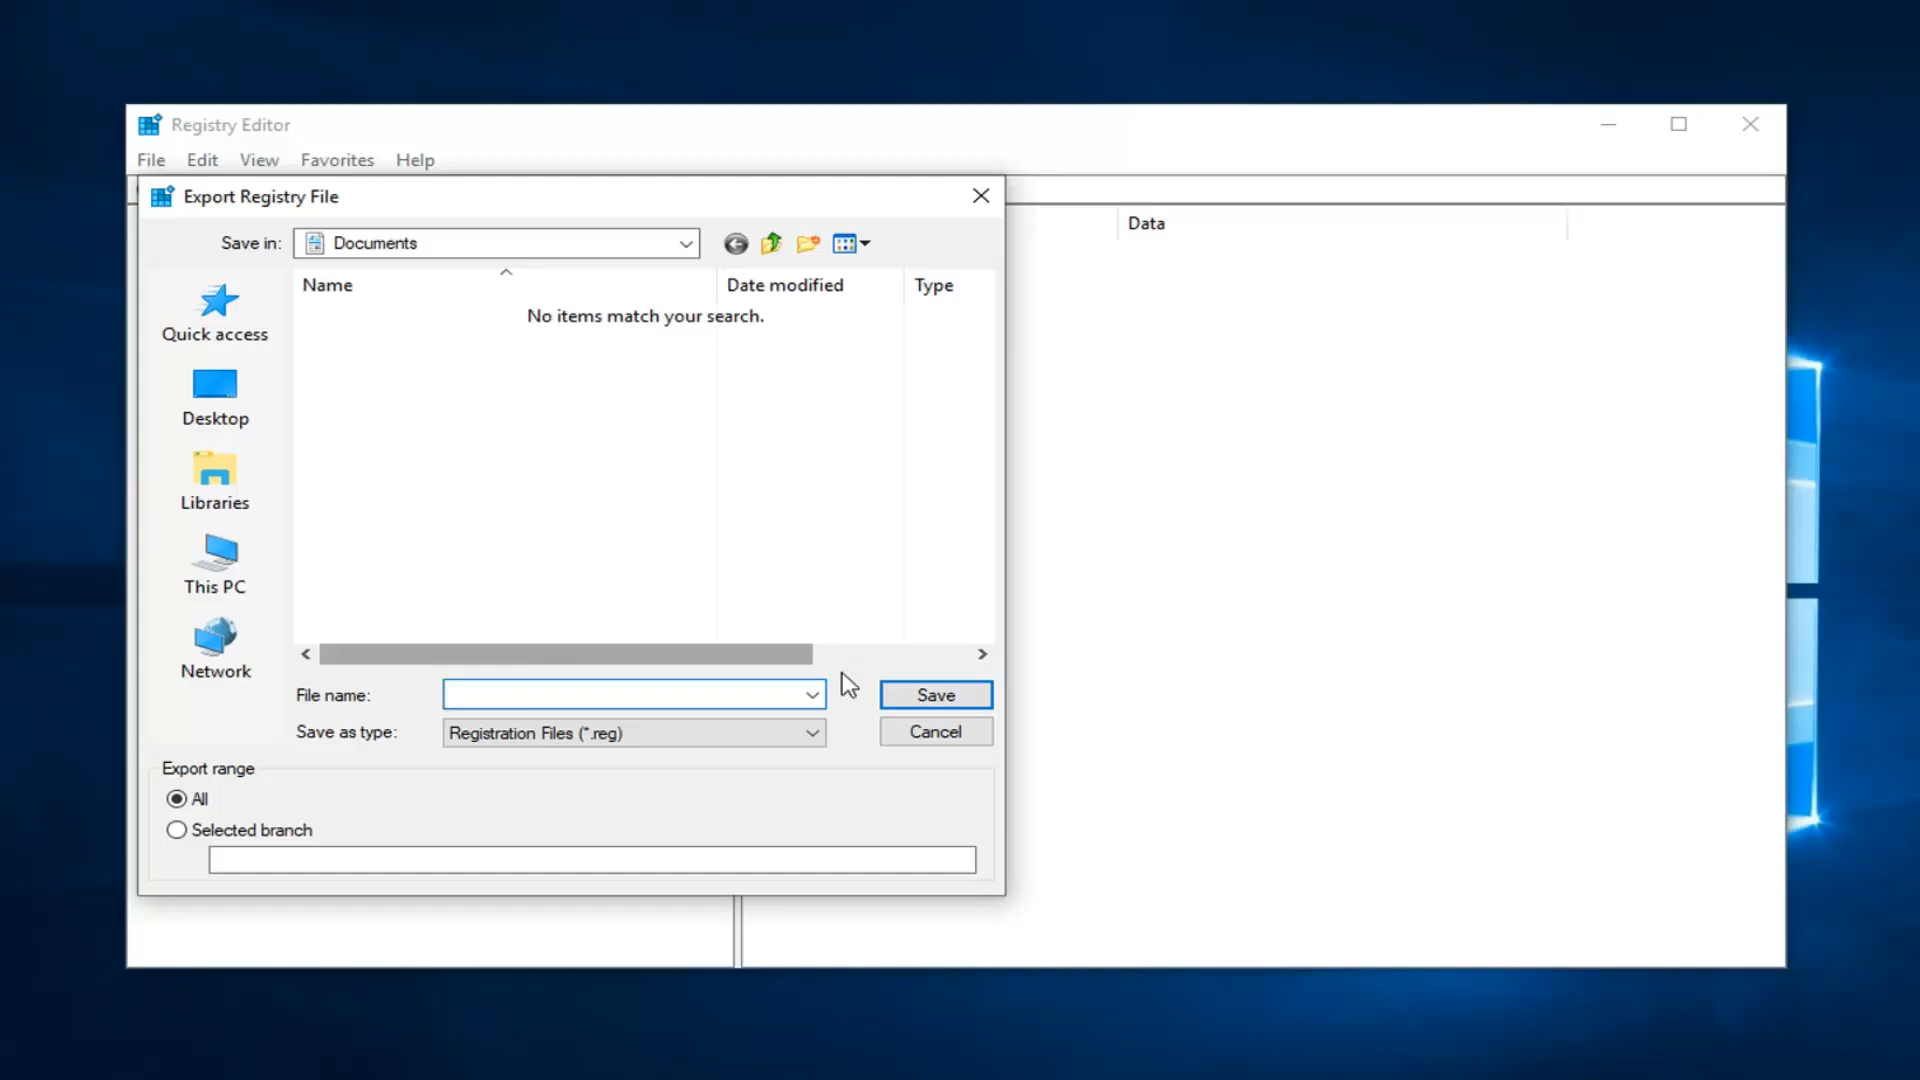 Registry Editor
File Edit View Favorites Help
Export Registry File
Data
Save in: Documents
Name Date modified Type
No items match your search.
Quick access
Desktop
Libraries
This PC
Network
File name: Save
Save as type: Registration Files (*.reg) Cancel
Export range
All
Selected branch